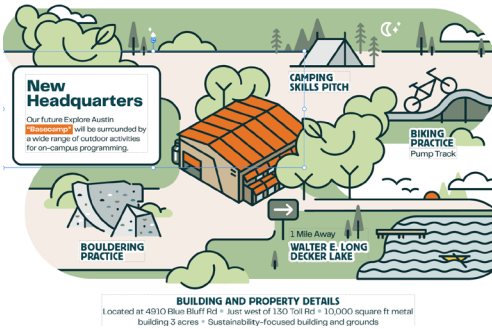 New
Headquarters
Our future Explore Austin
"Basecamp" will be surrounded by
a wide range of outdoor activities
for on-campus programming.
CAMPING
SKILLS PITCH
BIKING
PRACTICE
Pump Track
BOULDERING
PRACTICE
1 Mile Away
WALTER E. LONG
DECKER LAKE
BUILDING AND PROPERTY DETAILS
Located at 4910 Blue Bluff Rd • Just west of 130 Toll Rd • 10,000 square ft metal
building 3 acres • Sustainability-focused building and grounds